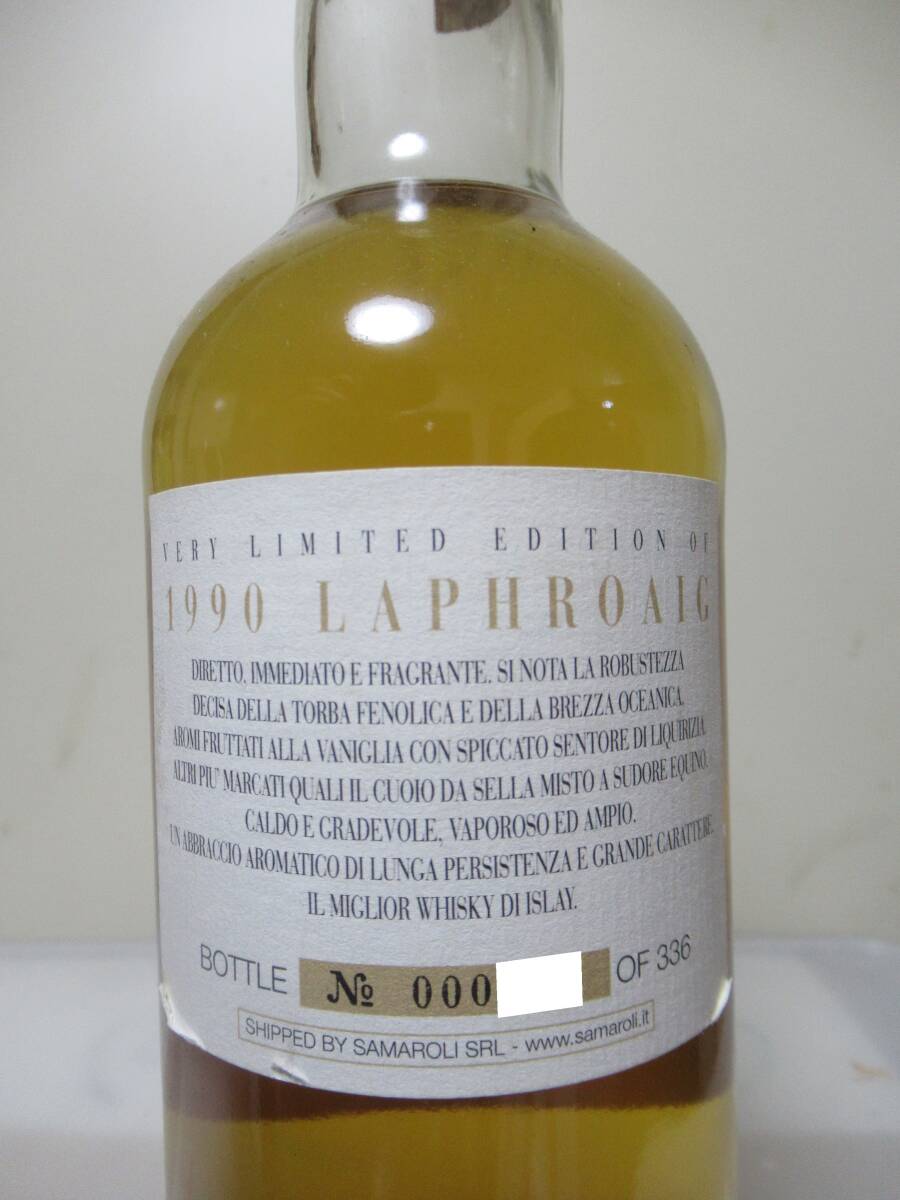 VERY LIMITED EDITION OF
1990 LAPHROAIG
DIRETTO, IMMEDIATO E FRAGRANTE. SI NOTA LA ROBUSTEZZA
DECISA DELLA TORBA FENOLICA E DELLA BREZZA OCEANICA.
AROMI FRUTTATI ALLA VANIGLIA CON SPICCATO SENTORE DI LIQUIRIZIA.
ALTRI PIU' MARCATI QUALI IL CUOIO DA SELLA MISTO A SUDORE EQUINO.
CALDO E GRADEVOLE, VAPOROSO ED AMPIO.
UN ABBRACCIO AROMATICO DI LUNGA PERSISTENZA E GRANDE CARATTERE.
IL MIGLIOR WHISKY DI ISLAY.
BOTTLE № 000 OF 336
SHIPPED BY SAMAROLI SRL - www.samaroli.it